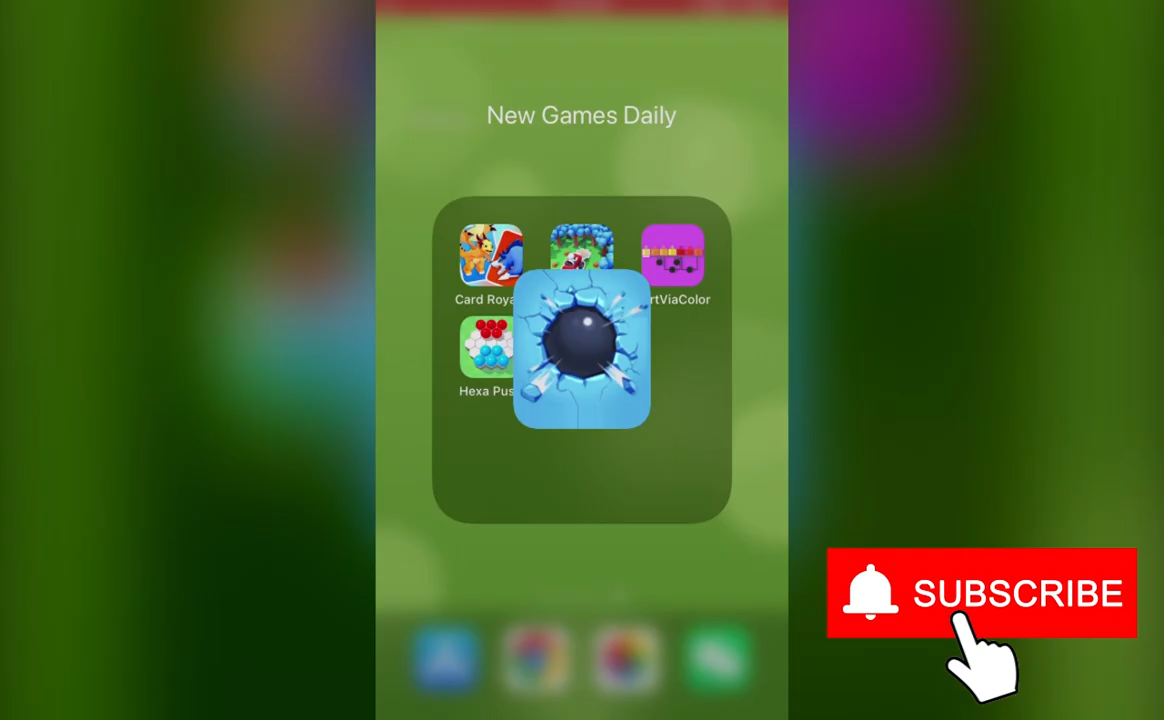 New Games Daily
Card Roya
rtViaColor
Hexa Pus
SUBSCRIBE